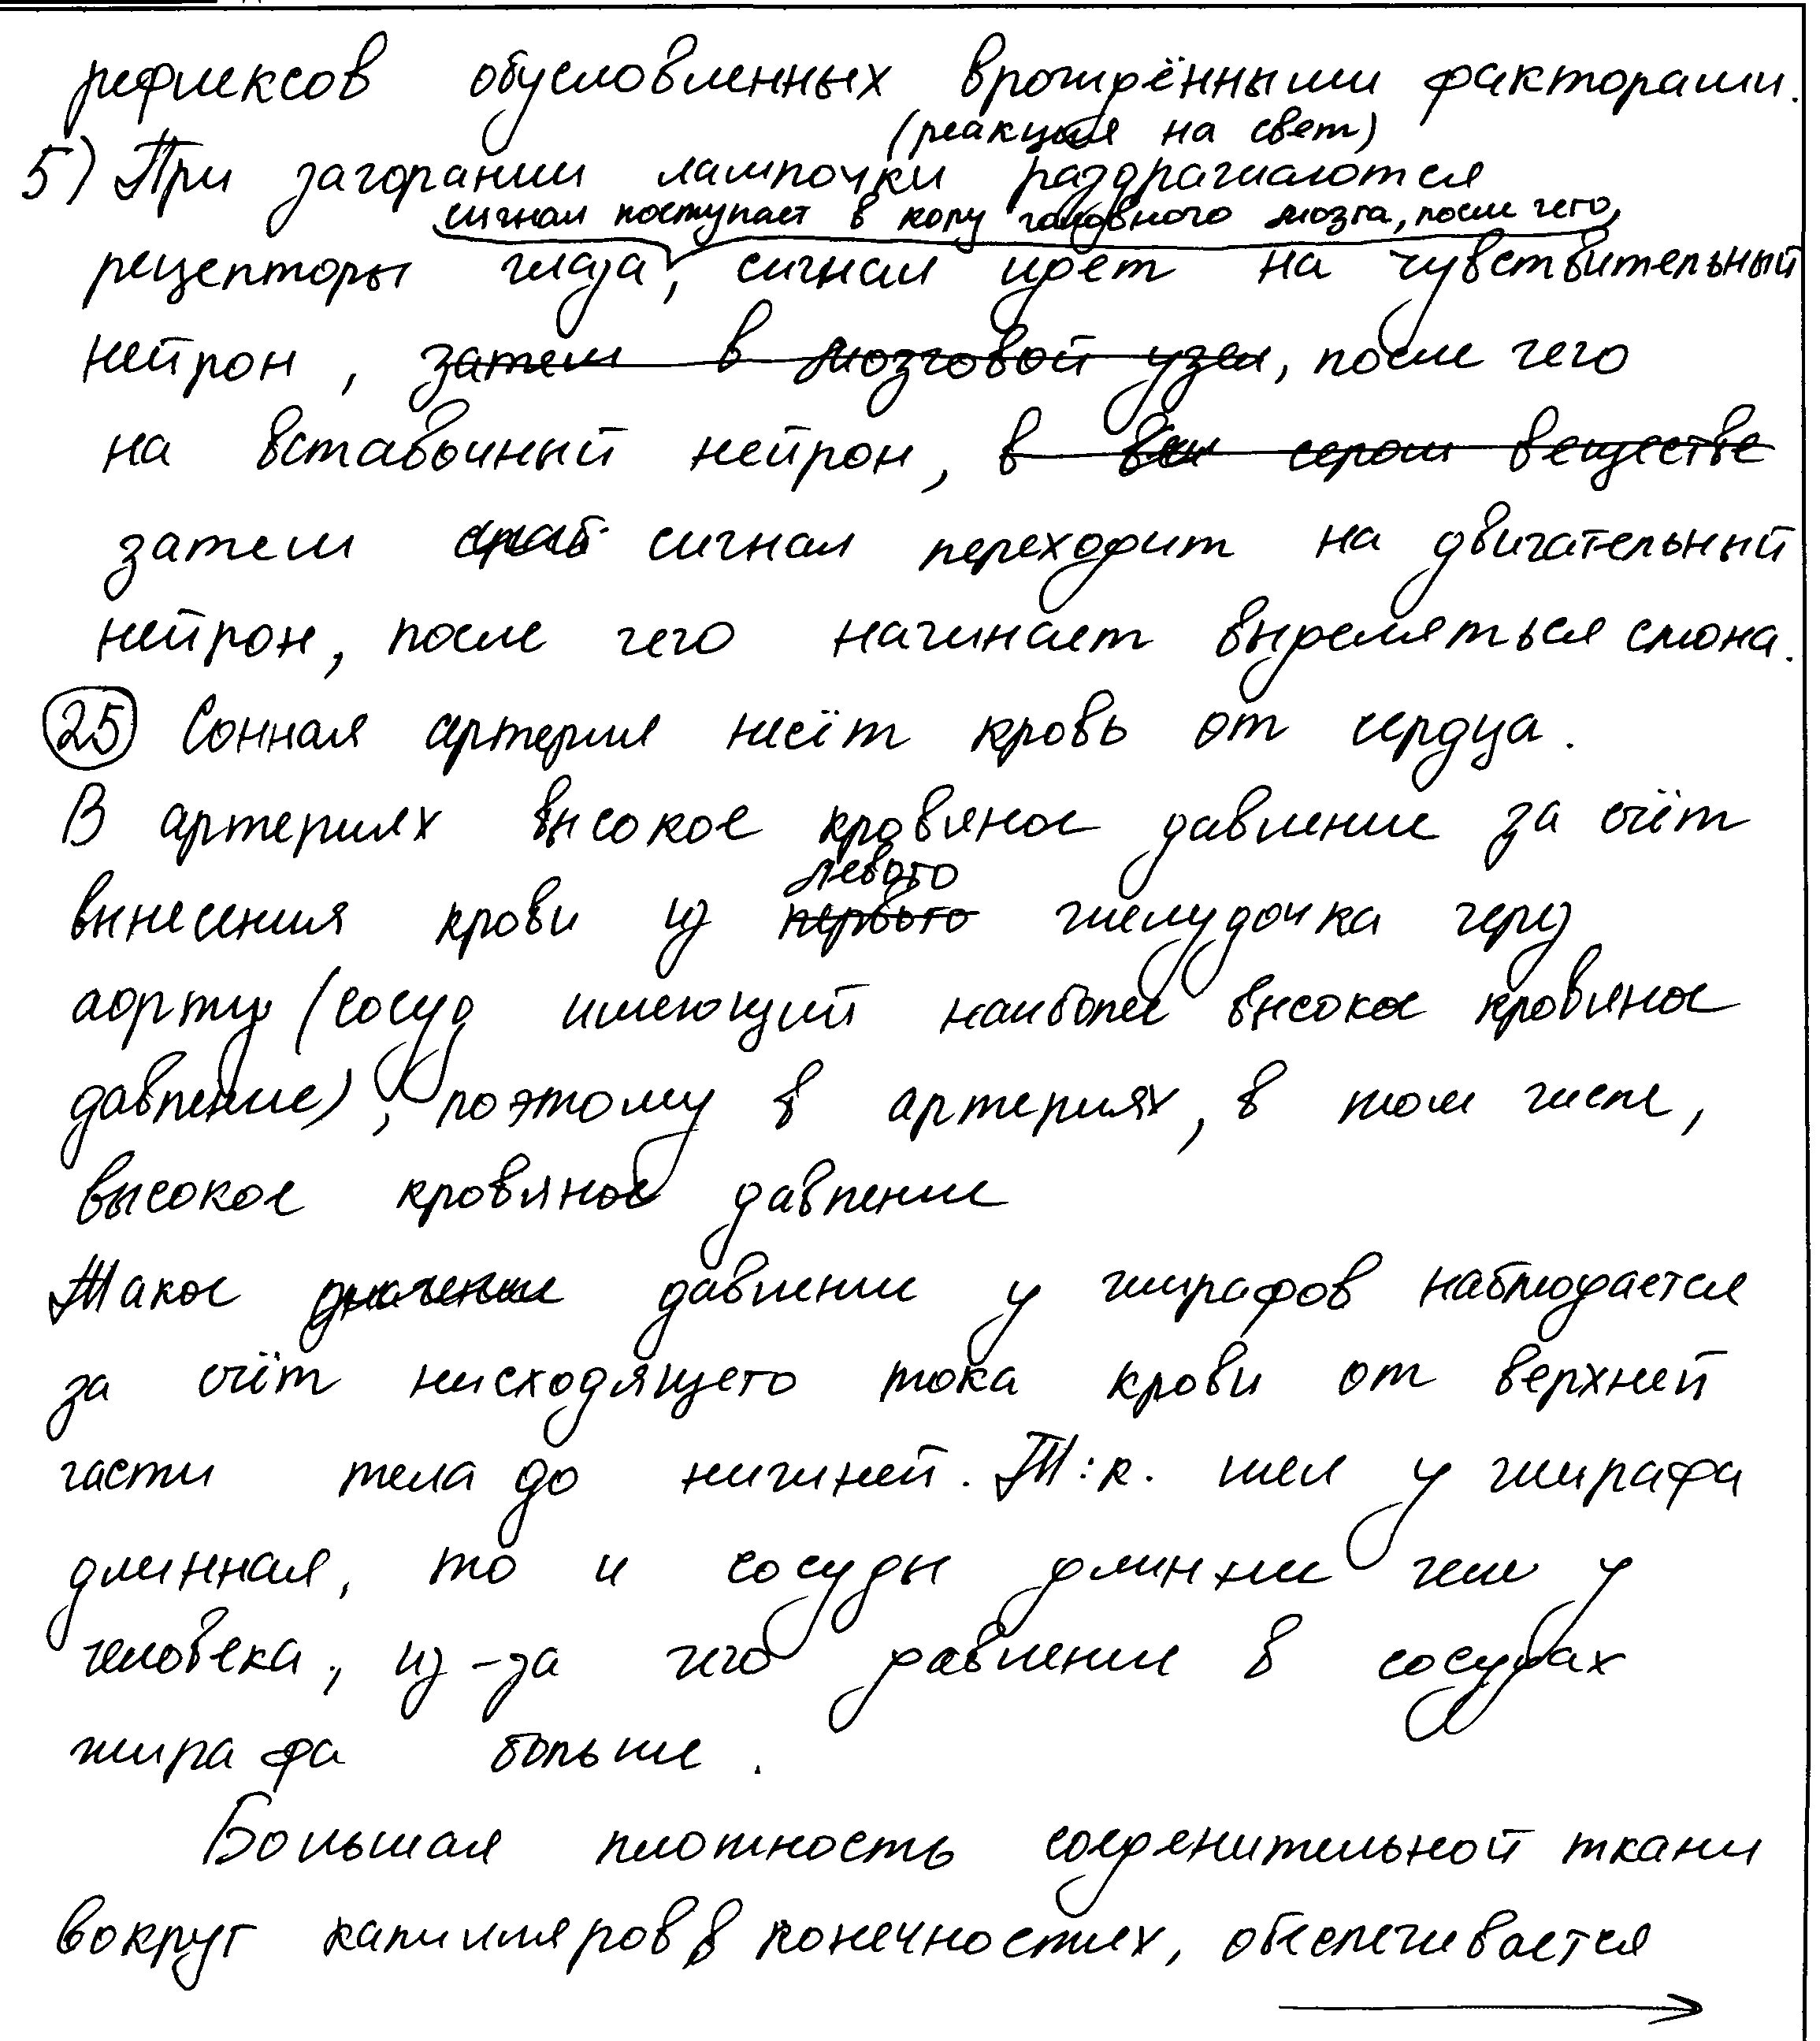 рефлексов обусловленных врождёнными факторами.
(реакция на свет)
5) При загорании лампочки раздражаются
сигнал поступает в кору головного мозга, после чего,
рецепторы глаза, сигнал идет на чувствительный
нейрон, затем в мозговой узел, после чего
на вставочный нейрон, в сером веществе
затем сигнал переходит на двигательный
нейрон, после чего начинает выделяться слюна.
25 Сонная артерия несёт кровь от сердца.
В артериях высокое кровяное давление за счёт
левого
вынесения крови из первого желудочка через
аорту (сосуд имеющий наиболее высокое кровяное
давление), поэтому в артериях, в том числе,
высокое кровяное давление
Такое значение давление у жирафов наблюдается
за счёт нисходящего тока крови от верхней
части тела до нижней. Т.к. шея у жирафа
длинная, то и сосуды длиннее чем у
человека, из-за чего давление в сосудах
жирафа больше.
Большая плотность соеденительной ткани
вокруг капилляров в конечностях, обеспечивается